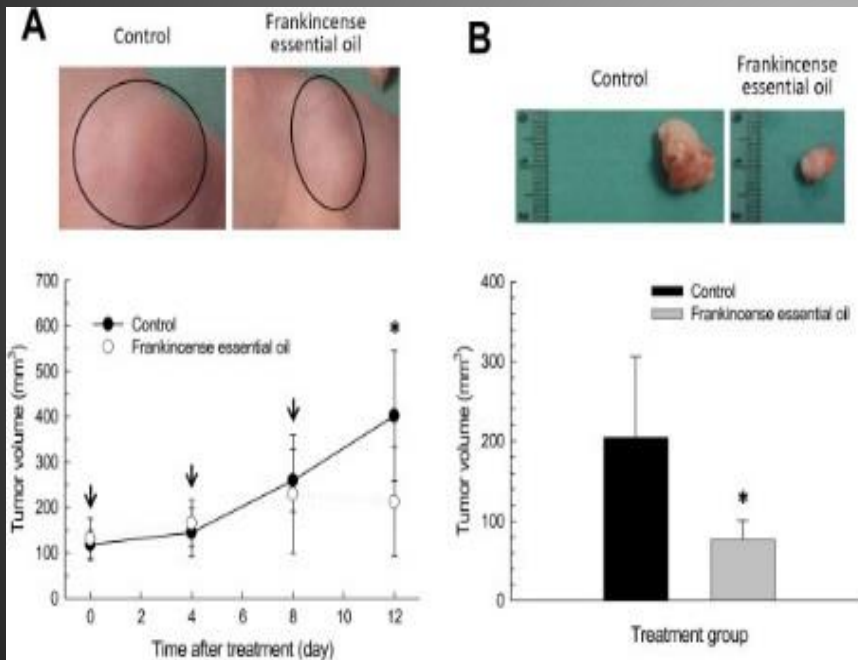 A
Control
Frankincense
essential oil
700
600
500
400
300
200
100
0
Tumor volume (mm³)
Control
Frankincense essential oil
*
0 2 4 6 8 10 12
Time after treatment (day)
B
Control
Frankincense
essential oil
400
300
200
100
0
Tumor volume (mm³)
Control
Frankincense essential oil
*
Treatment group